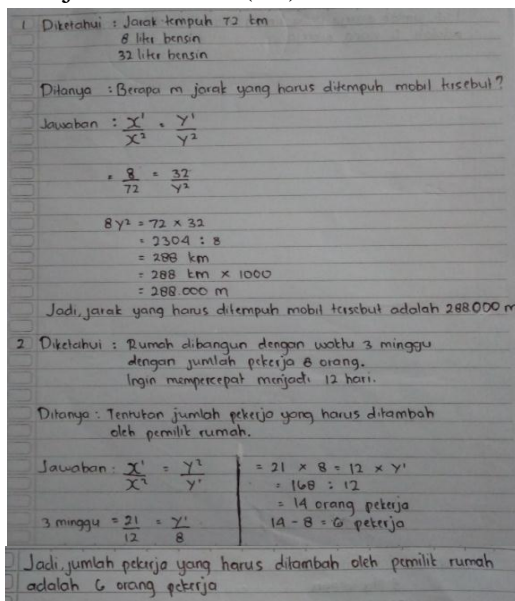 1 Diketahui : Jarak tempuh 72 km
8 liter bensin
32 liter bensin
Ditanya : Berapa m jarak yang harus ditempuh mobil tersebut?
Jawaban : x¹/x² = y¹/y²
= 8/72 = 32/y²
8y² = 72 × 32
= 2304 : 8
= 288 km
= 288 km × 1000
= 288.000 m
Jadi, jarak yang harus ditempuh mobil tersebut adalah 288000 m
2 Diketahui : Rumah dibangun dengan waktu 3 minggu
dengan jumlah pekerja 8 orang.
Ingin mempercepat menjadi 12 hari.
Ditanya : Tentukan jumlah pekerja yang harus ditambah
oleh pemilik rumah.
Jawaban : x¹/x² = y²/y¹
3 minggu = 21/12 = y¹/8
= 21 × 8 = 12 × y¹
= 168 : 12
= 14 orang pekerja
14 - 8 = 6 pekerja
Jadi, jumlah pekerja yang harus ditambah oleh pemilik rumah
adalah 6 orang pekerja